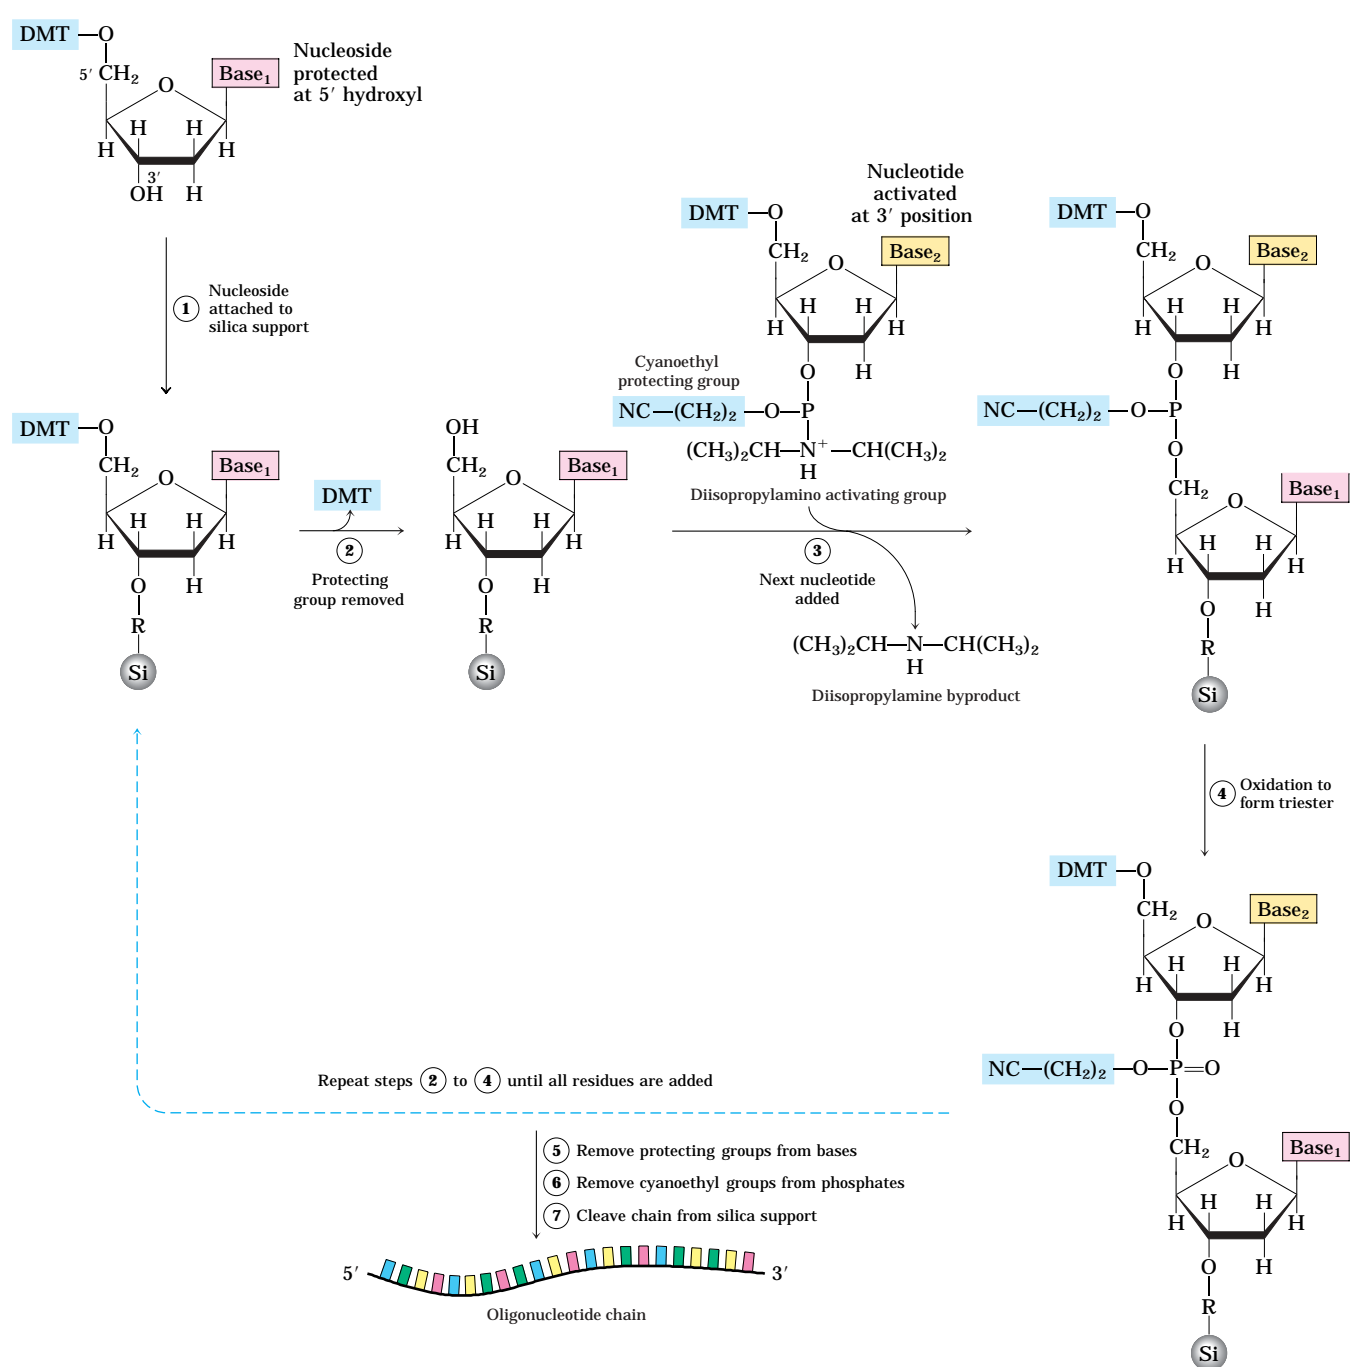 DMT—O
5′ CH₂
O
Base₁
Nucleoside
protected
at 5′ hydroxyl
H H
H H
3′
OH H
1 Nucleoside
attached to
silica support
DMT—O
CH₂
O
Base₁
H H
H H
O H
R
Si
DMT
2
Protecting
group removed
OH
CH₂
O
Base₁
H H
H H
O H
R
Si
Nucleotide
activated
at 3′ position
DMT—O
CH₂
O
Base₂
H H
H H
O H
Cyanoethyl
protecting group
NC—(CH₂)₂—O—P
(CH₃)₂CH—N⁺—CH(CH₃)₂
H
Diisopropylamino activating group
3
Next nucleotide
added
(CH₃)₂CH—N—CH(CH₃)₂
H
Diisopropylamine byproduct
DMT—O
CH₂
O
Base₂
H H
H H
O H
NC—(CH₂)₂—O—P
O
CH₂
O
Base₁
H H
H H
O H
R
Si
4 Oxidation to
form triester
DMT—O
CH₂
O
Base₂
H H
H H
O H
NC—(CH₂)₂—O—P=O
O
CH₂
O
Base₁
H H
H H
O H
R
Si
Repeat steps 2 to 4 until all residues are added
5 Remove protecting groups from bases
6 Remove cyanoethyl groups from phosphates
7 Cleave chain from silica support
5′ 3′
Oligonucleotide chain